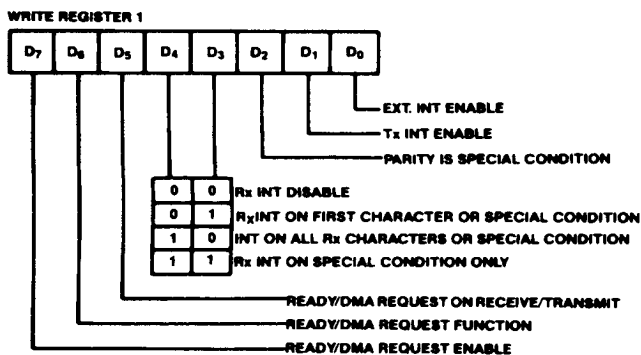 WRITE REGISTER 1
D7 D6 D5 D4 D3 D2 D1 D0
EXT. INT ENABLE
Tx INT ENABLE
PARITY IS SPECIAL CONDITION
0 0 Rx INT DISABLE
0 1 RxINT ON FIRST CHARACTER OR SPECIAL CONDITION
1 0 INT ON ALL Rx CHARACTERS OR SPECIAL CONDITION
1 1 Rx INT ON SPECIAL CONDITION ONLY
READY/DMA REQUEST ON RECEIVE/TRANSMIT
READY/DMA REQUEST FUNCTION
READY/DMA REQUEST ENABLE